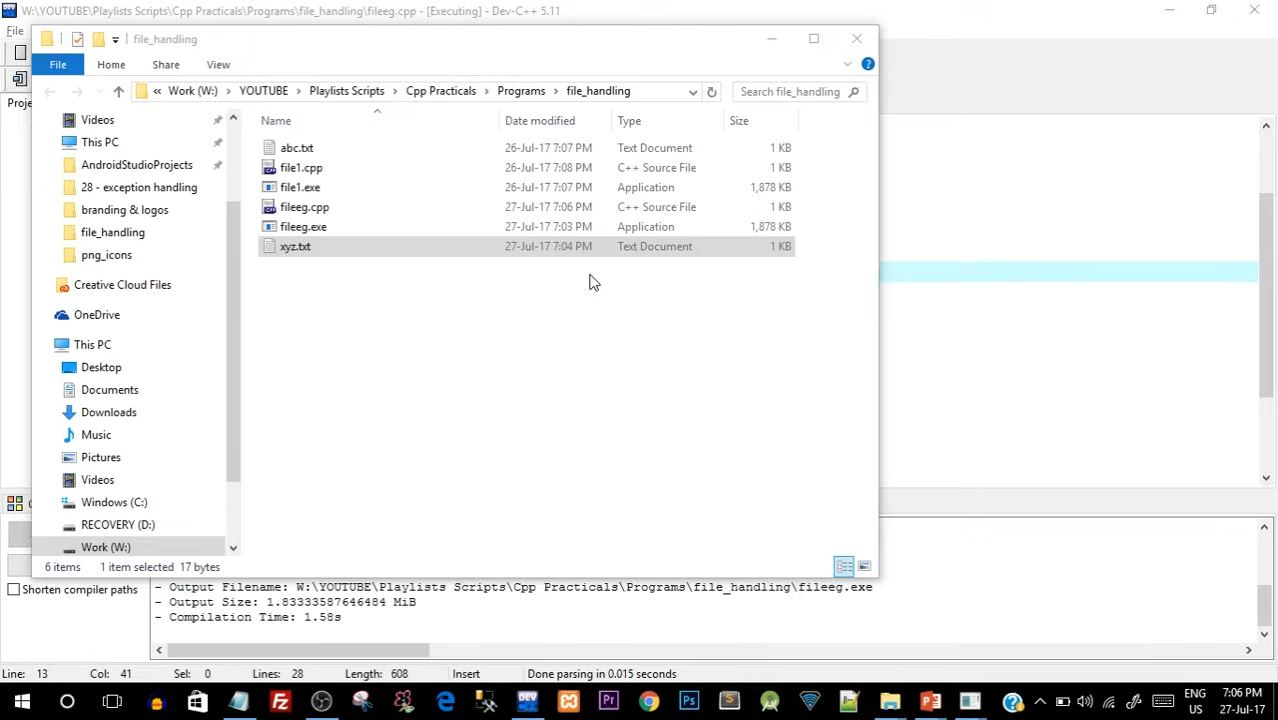 W:\YOUTUBE\Playlists Scripts\Cpp Practicals\Programs\file_handling\fileeg.cpp - [Executing] - Dev-C++ 5.11
File
file_handling
File Home Share View
« Work (W:) YOUTUBE Playlists Scripts Cpp Practicals Programs file_handling Search file_handling
Proje
Name Date modified Type Size
Videos
This PC
AndroidStudioProjects
28 - exception handling
branding & logos
file_handling
png_icons
Creative Cloud Files
OneDrive
This PC
Desktop
Documents
Downloads
Music
Pictures
Videos
Windows (C:)
RECOVERY (D:)
Work (W:)
abc.txt 26-Jul-17 7:07 PM Text Document 1 KB
file1.cpp 26-Jul-17 7:08 PM C++ Source File 1 KB
file1.exe 26-Jul-17 7:07 PM Application 1,878 KB
fileeg.cpp 27-Jul-17 7:06 PM C++ Source File 1 KB
fileeg.exe 27-Jul-17 7:03 PM Application 1,878 KB
xyz.txt 27-Jul-17 7:04 PM Text Document 1 KB
6 items 1 item selected 17 bytes
Shorten compiler paths
- Output Filename: W:\YOUTUBE\Playlists Scripts\Cpp Practicals\Programs\file_handling\fileeg.exe
- Output Size: 1.83333587646484 MiB
- Compilation Time: 1.58s
Line: 13 Col: 41 Sel: 0 Lines: 28 Length: 608 Insert Done parsing in 0.015 seconds
ENG
US
7:06 PM
27-Jul-17